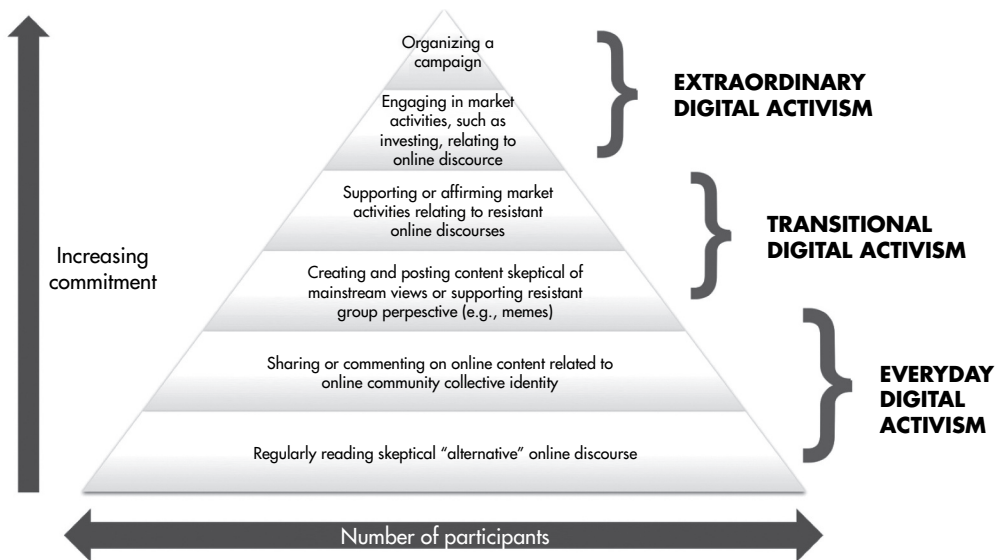 Organizing a
campaign
Engaging in market
activities, such as
investing, relating to
online discource
Supporting or affirming market
activities relating to resistant
online discourses
Creating and posting content skeptical of
mainstream views or supporting resistant
group perpesctive (e.g., memes)
Sharing or commenting on online content related to
online community collective identity
Regularly reading skeptical “alternative” online discourse
Increasing
commitment
EXTRAORDINARY
DIGITAL ACTIVISM
TRANSITIONAL
DIGITAL ACTIVISM
EVERYDAY
DIGITAL
ACTIVISM
Number of participants